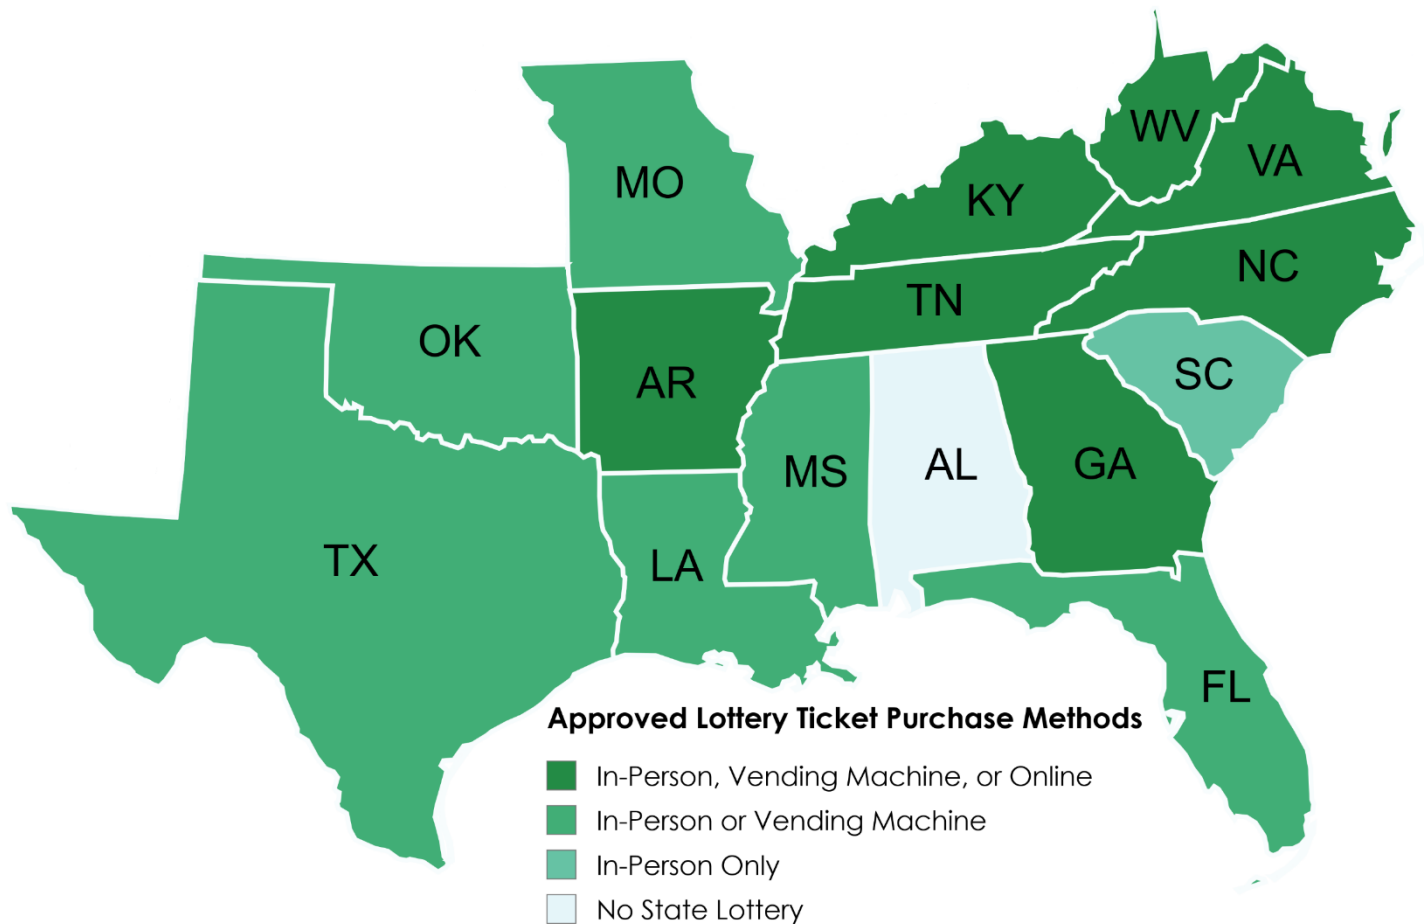 WV
MO
VA
KY
NC
TN
OK
SC
AR
MS
AL
GA
TX
LA
FL
Approved Lottery Ticket Purchase Methods
In-Person, Vending Machine, or Online
In-Person or Vending Machine
In-Person Only
No State Lottery